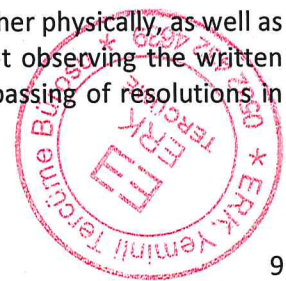 her physically, as well as
t observing the written
passing of resolutions in
ERK Yeminli Tercüme Bürosu
ERK
TERCÜME
9